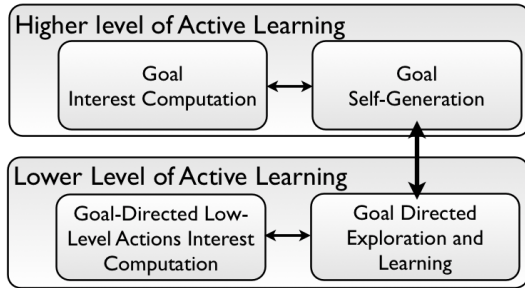 Higher level of Active Learning
Goal
Interest Computation
Goal
Self-Generation
Lower Level of Active Learning
Goal-Directed Low-
Level Actions Interest
Computation
Goal Directed
Exploration and
Learning